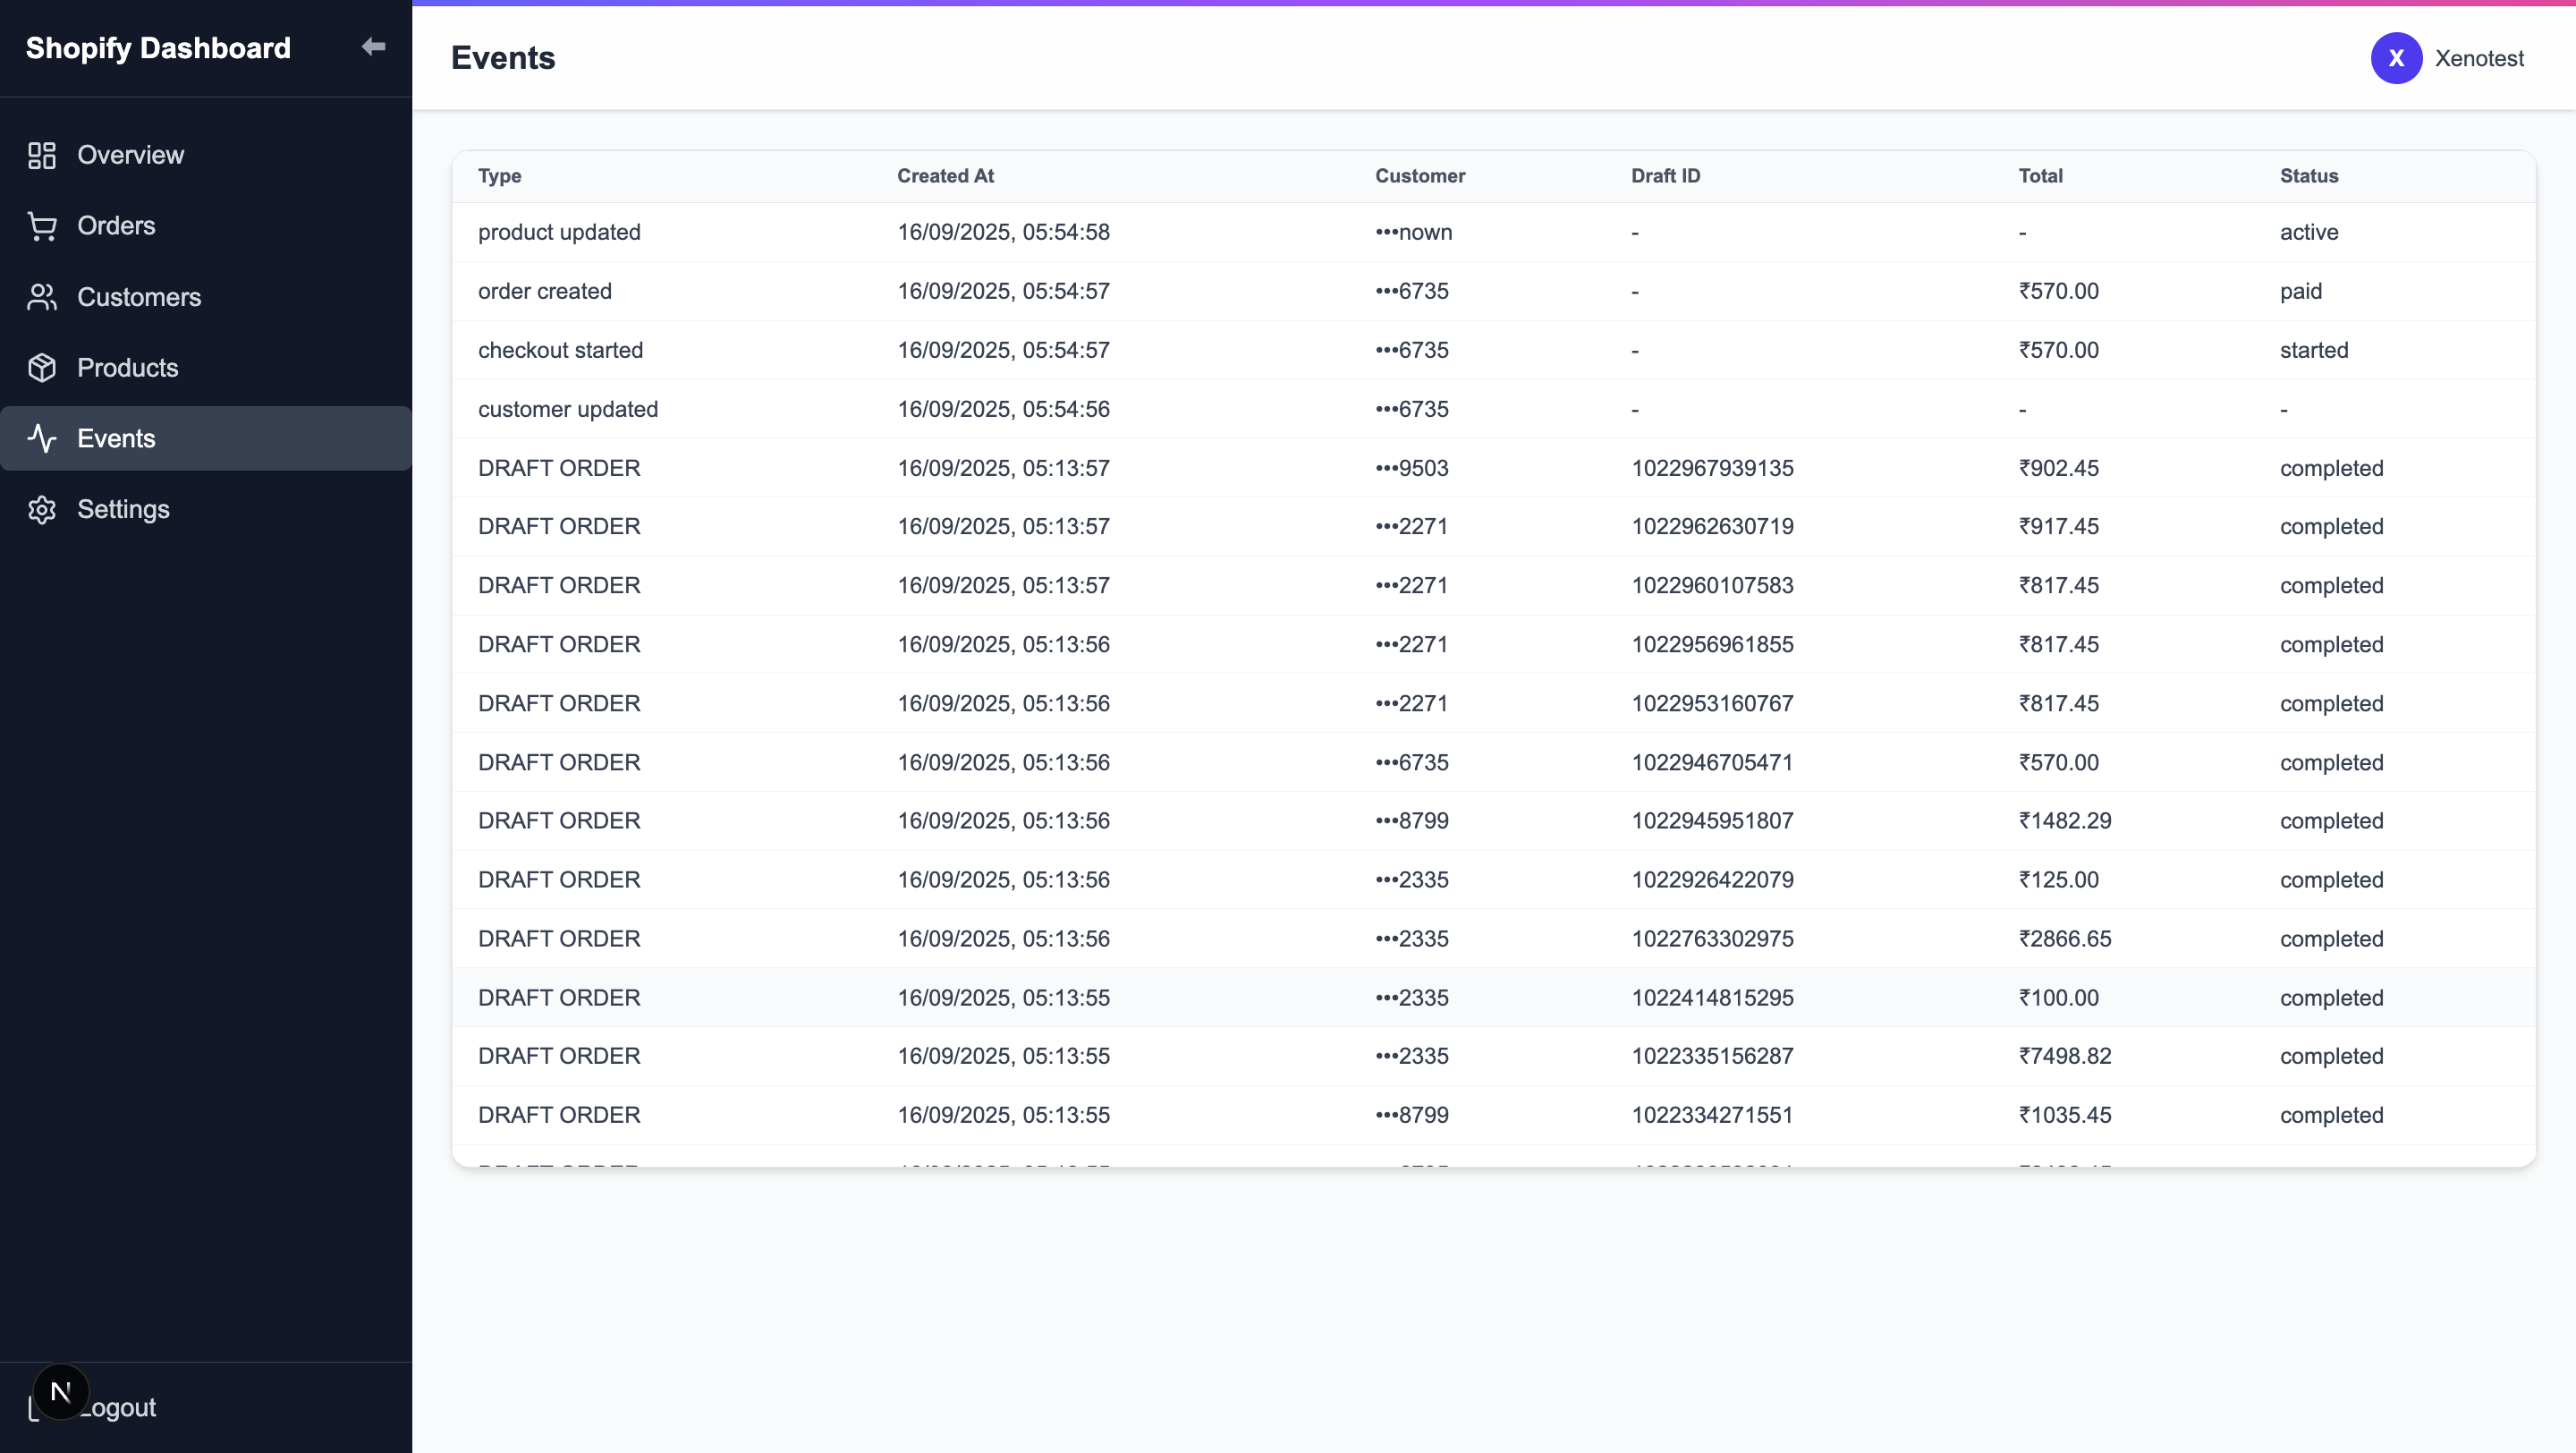 Shopify Dashboard
Overview
Orders
Customers
Products
Events
Settings
N
Logout
Events
X Xenotest
Type Created At Customer Draft ID Total Status
product updated 16/09/2025, 05:54:58 •••nown - - active
order created 16/09/2025, 05:54:57 •••6735 - ₹570.00 paid
checkout started 16/09/2025, 05:54:57 •••6735 - ₹570.00 started
customer updated 16/09/2025, 05:54:56 •••6735 - - -
DRAFT ORDER 16/09/2025, 05:13:57 •••9503 1022967939135 ₹902.45 completed
DRAFT ORDER 16/09/2025, 05:13:57 •••2271 1022962630719 ₹917.45 completed
DRAFT ORDER 16/09/2025, 05:13:57 •••2271 1022960107583 ₹817.45 completed
DRAFT ORDER 16/09/2025, 05:13:56 •••2271 1022956961855 ₹817.45 completed
DRAFT ORDER 16/09/2025, 05:13:56 •••2271 1022953160767 ₹817.45 completed
DRAFT ORDER 16/09/2025, 05:13:56 •••6735 1022946705471 ₹570.00 completed
DRAFT ORDER 16/09/2025, 05:13:56 •••8799 1022945951807 ₹1482.29 completed
DRAFT ORDER 16/09/2025, 05:13:56 •••2335 1022926422079 ₹125.00 completed
DRAFT ORDER 16/09/2025, 05:13:56 •••2335 1022763302975 ₹2866.65 completed
DRAFT ORDER 16/09/2025, 05:13:55 •••2335 1022414815295 ₹100.00 completed
DRAFT ORDER 16/09/2025, 05:13:55 •••2335 1022335156287 ₹7498.82 completed
DRAFT ORDER 16/09/2025, 05:13:55 •••8799 1022334271551 ₹1035.45 completed